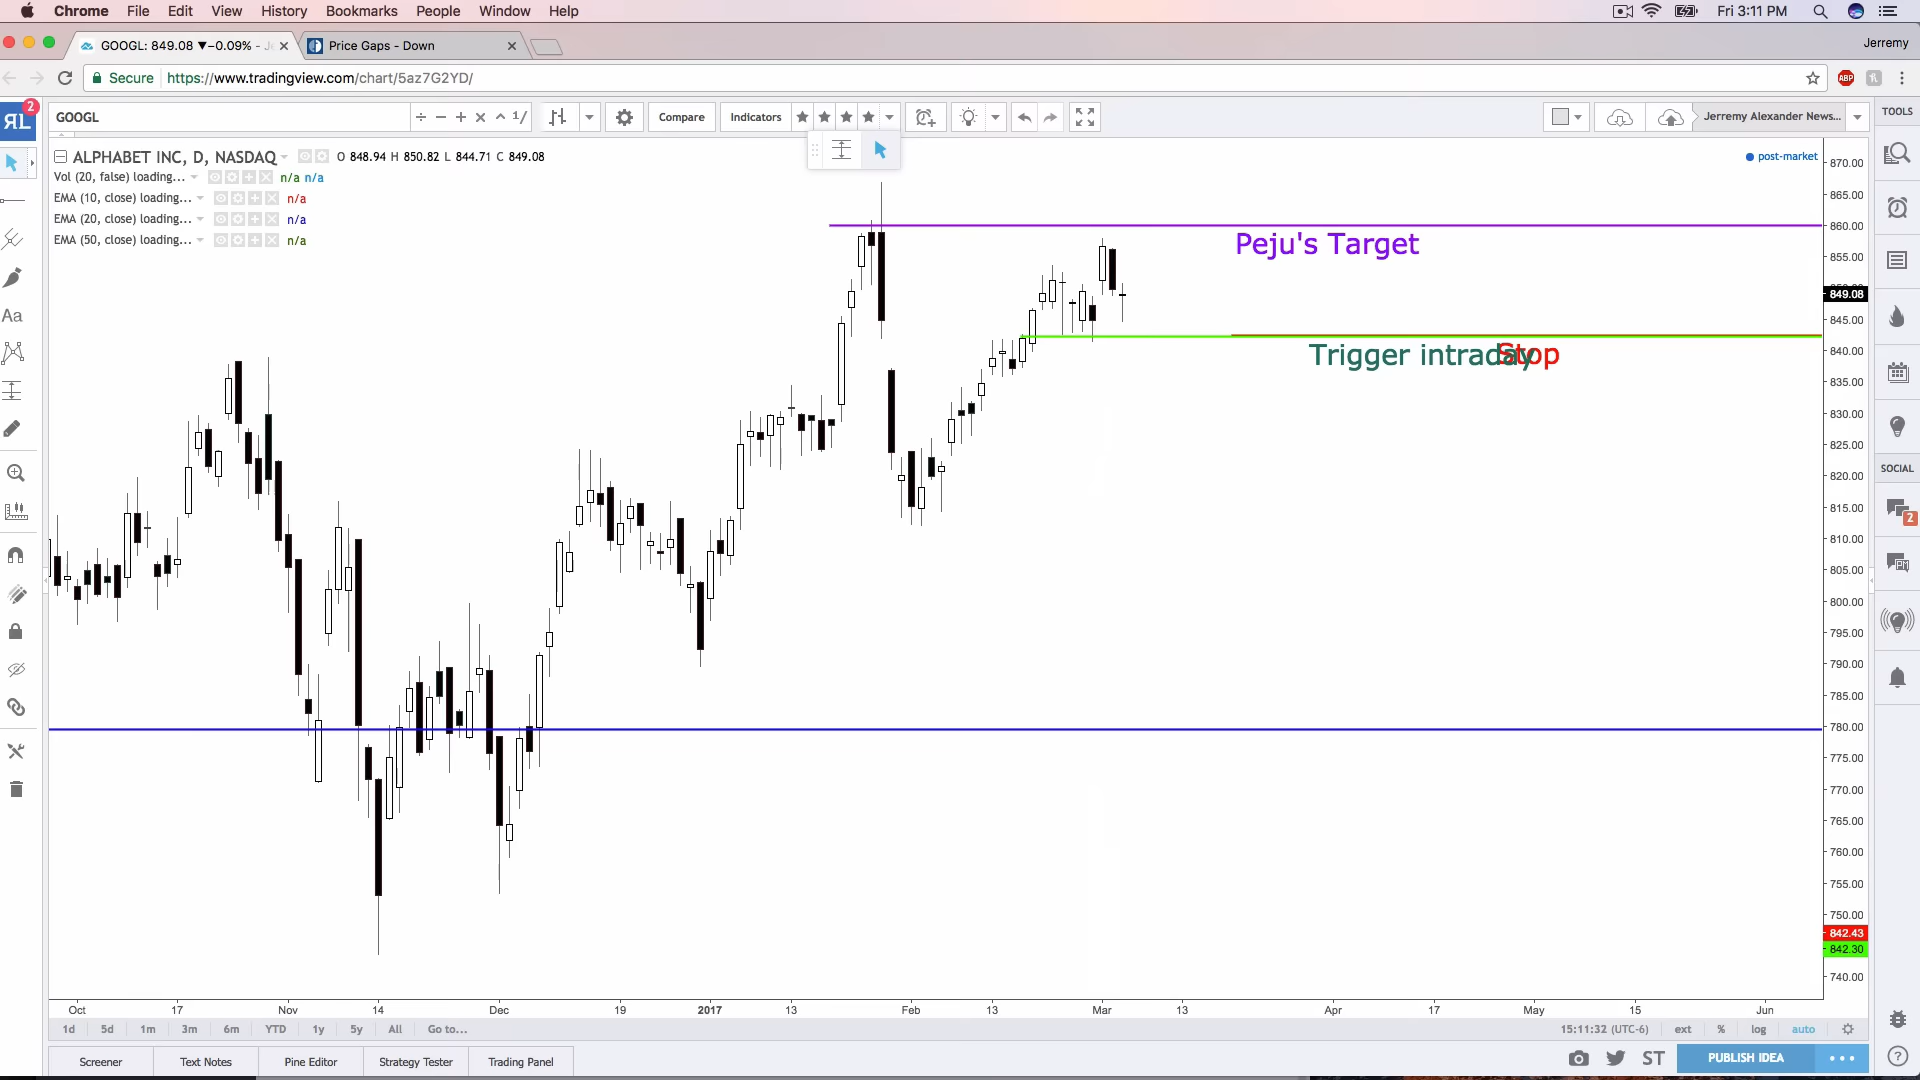 Chrome File Edit View History Bookmarks People Window Help Fri 3:11 PM
GOOGL: 849.08 ▼−0.09% - Price Gaps - Down Jerremy
Secure https://www.tradingview.com/chart/5az7G2YD/ ABP
2
ЯL GOOGL ÷ − + × ^ 1/ Compare Indicators Jerremy Alexander News... TOOLS
ALPHABET INC, D, NASDAQ O 848.94 H 850.82 L 844.71 C 849.08 post-market
Vol (20, false) loading... n/a n/a
EMA (10, close) loading... n/a
EMA (20, close) loading... n/a
EMA (50, close) loading... n/a
Peju's Target
Trigger intraday Stop
Aa
870.00
865.00
860.00
855.00
849.08
845.00
840.00
835.00
830.00
825.00
820.00
815.00
810.00
805.00
800.00
795.00
790.00
785.00
780.00
775.00
770.00
765.00
760.00
755.00
750.00
842.43
842.30
740.00
SOCIAL
2
Oct 17 Nov 14 Dec 19 2017 13 Feb 13 Mar 13 Apr 17 May 15 Jun
1d 5d 1m 3m 6m YTD 1y 5y All Go to... 15:11:32 (UTC-6) ext % log auto
Screener Text Notes Pine Editor Strategy Tester Trading Panel ST PUBLISH IDEA ... ?